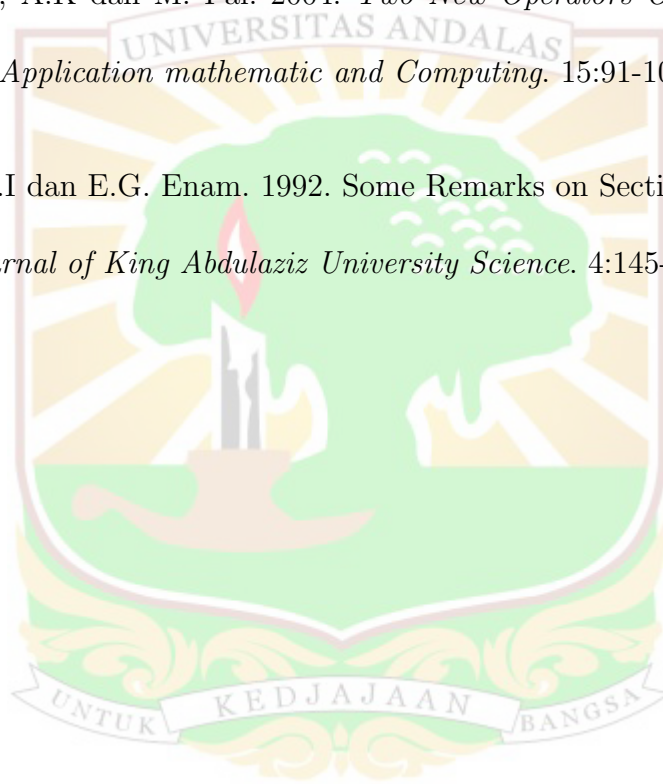 , A.K dan M. Pal. 2004. Two New Operators
Application mathematic and Computing. 15:91-10
.I dan E.G. Enam. 1992. Some Remarks on Secti
rnal of King Abdulaziz University Science. 4:145-
UNIVERSITAS ANDALAS
UNTUK KEDJAJAAN BANGSA